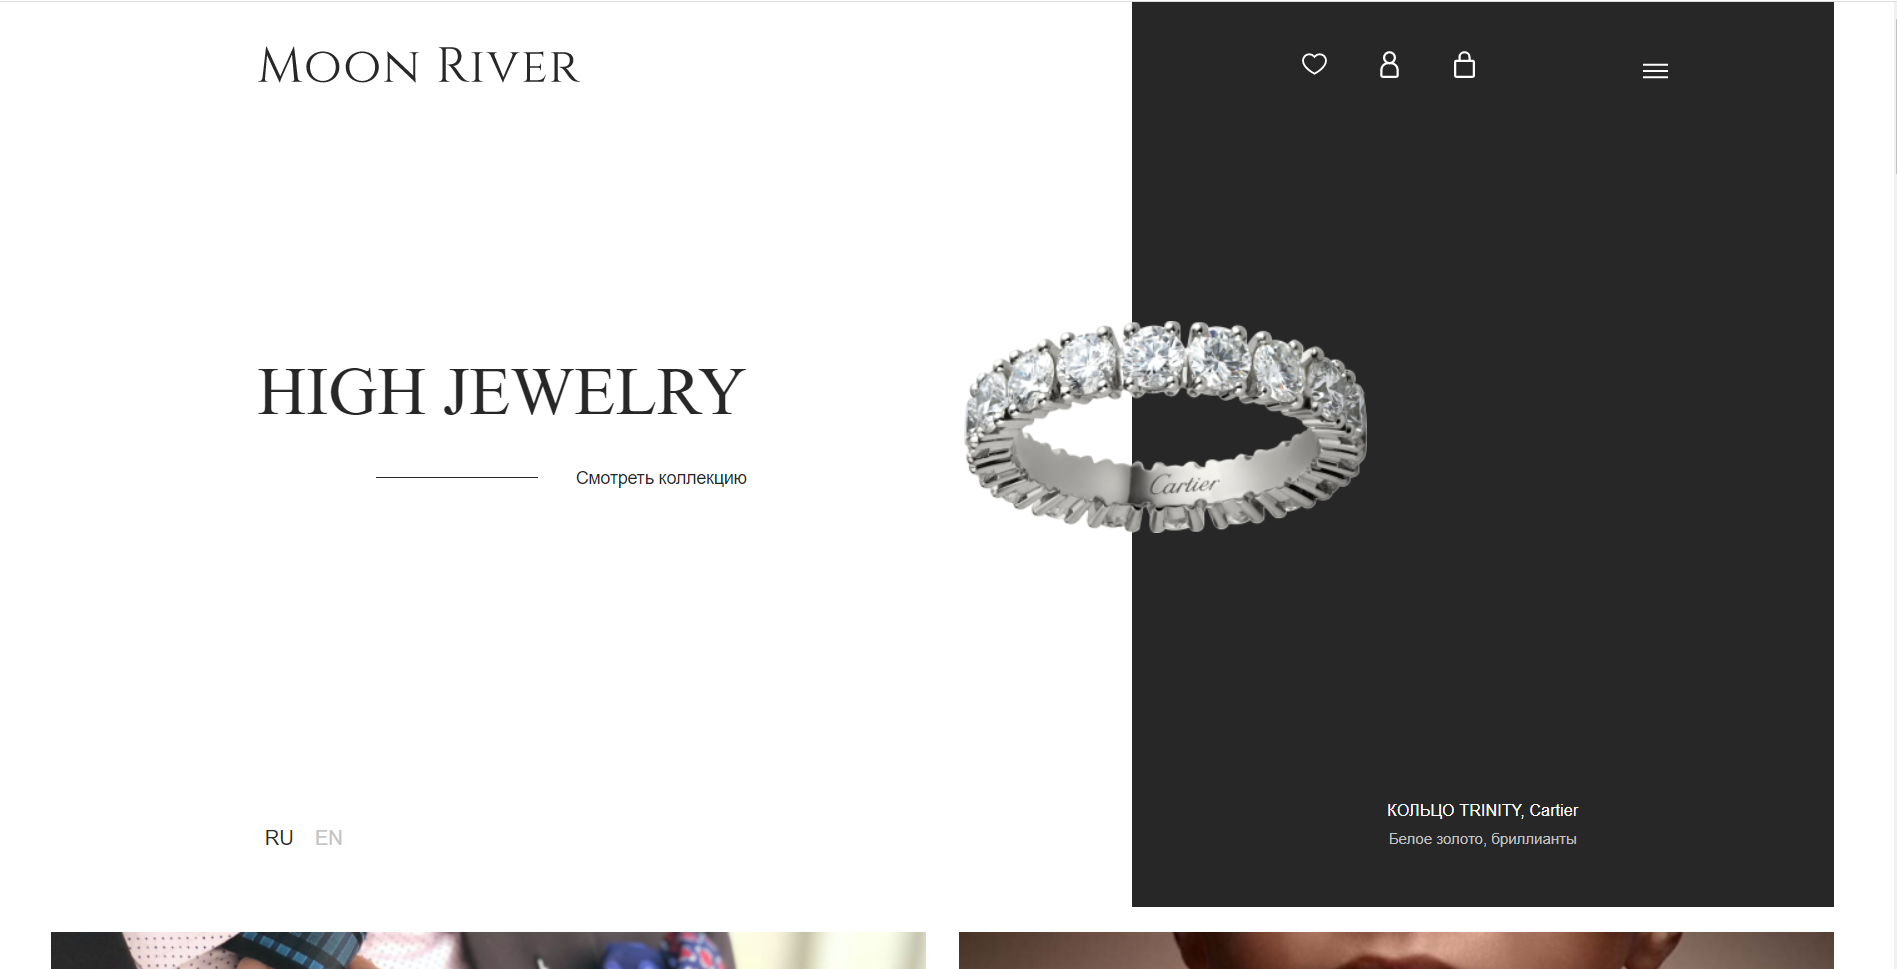 MOON RIVER
HIGH JEWELRY
Смотреть коллекцию
Cartier
RU EN
КОЛЬЦО TRINITY, Cartier
Белое золото, бриллианты